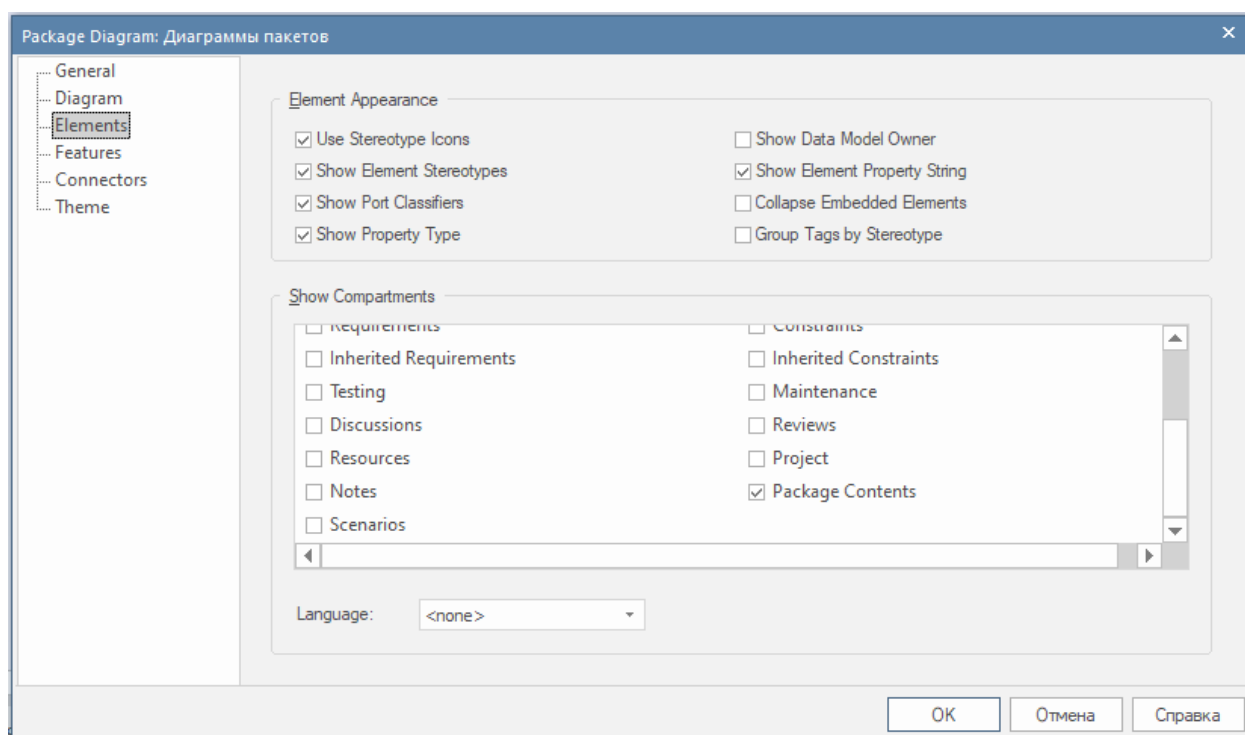 Package Diagram: Диаграммы пакетов
General
Diagram
Elements
Features
Connectors
Theme
Element Appearance
Use Stereotype Icons
Show Data Model Owner
Show Element Stereotypes
Show Element Property String
Show Port Classifiers
Collapse Embedded Elements
Show Property Type
Group Tags by Stereotype
Show Compartments
Requirements
Constraints
Inherited Requirements
Inherited Constraints
Testing
Maintenance
Discussions
Reviews
Resources
Project
Notes
Package Contents
Scenarios
Language: <none>
OK
Отмена
Справка